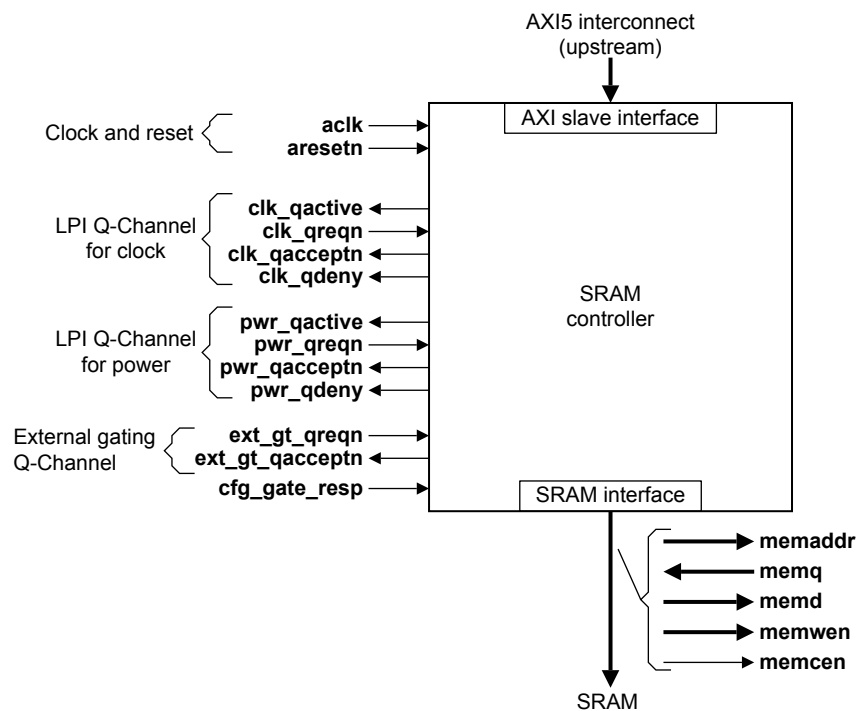 AXI5 interconnect
(upstream)
AXI slave interface
Clock and reset
aclk
aresetn
LPI Q-Channel
for clock
clk_qactive
clk_qreqn
clk_qacceptn
clk_qdeny
SRAM
controller
LPI Q-Channel
for power
pwr_qactive
pwr_qreqn
pwr_qacceptn
pwr_qdeny
External gating
Q-Channel
ext_gt_qreqn
ext_gt_qacceptn
cfg_gate_resp
SRAM interface
memaddr
memq
memd
memwen
memcen
SRAM